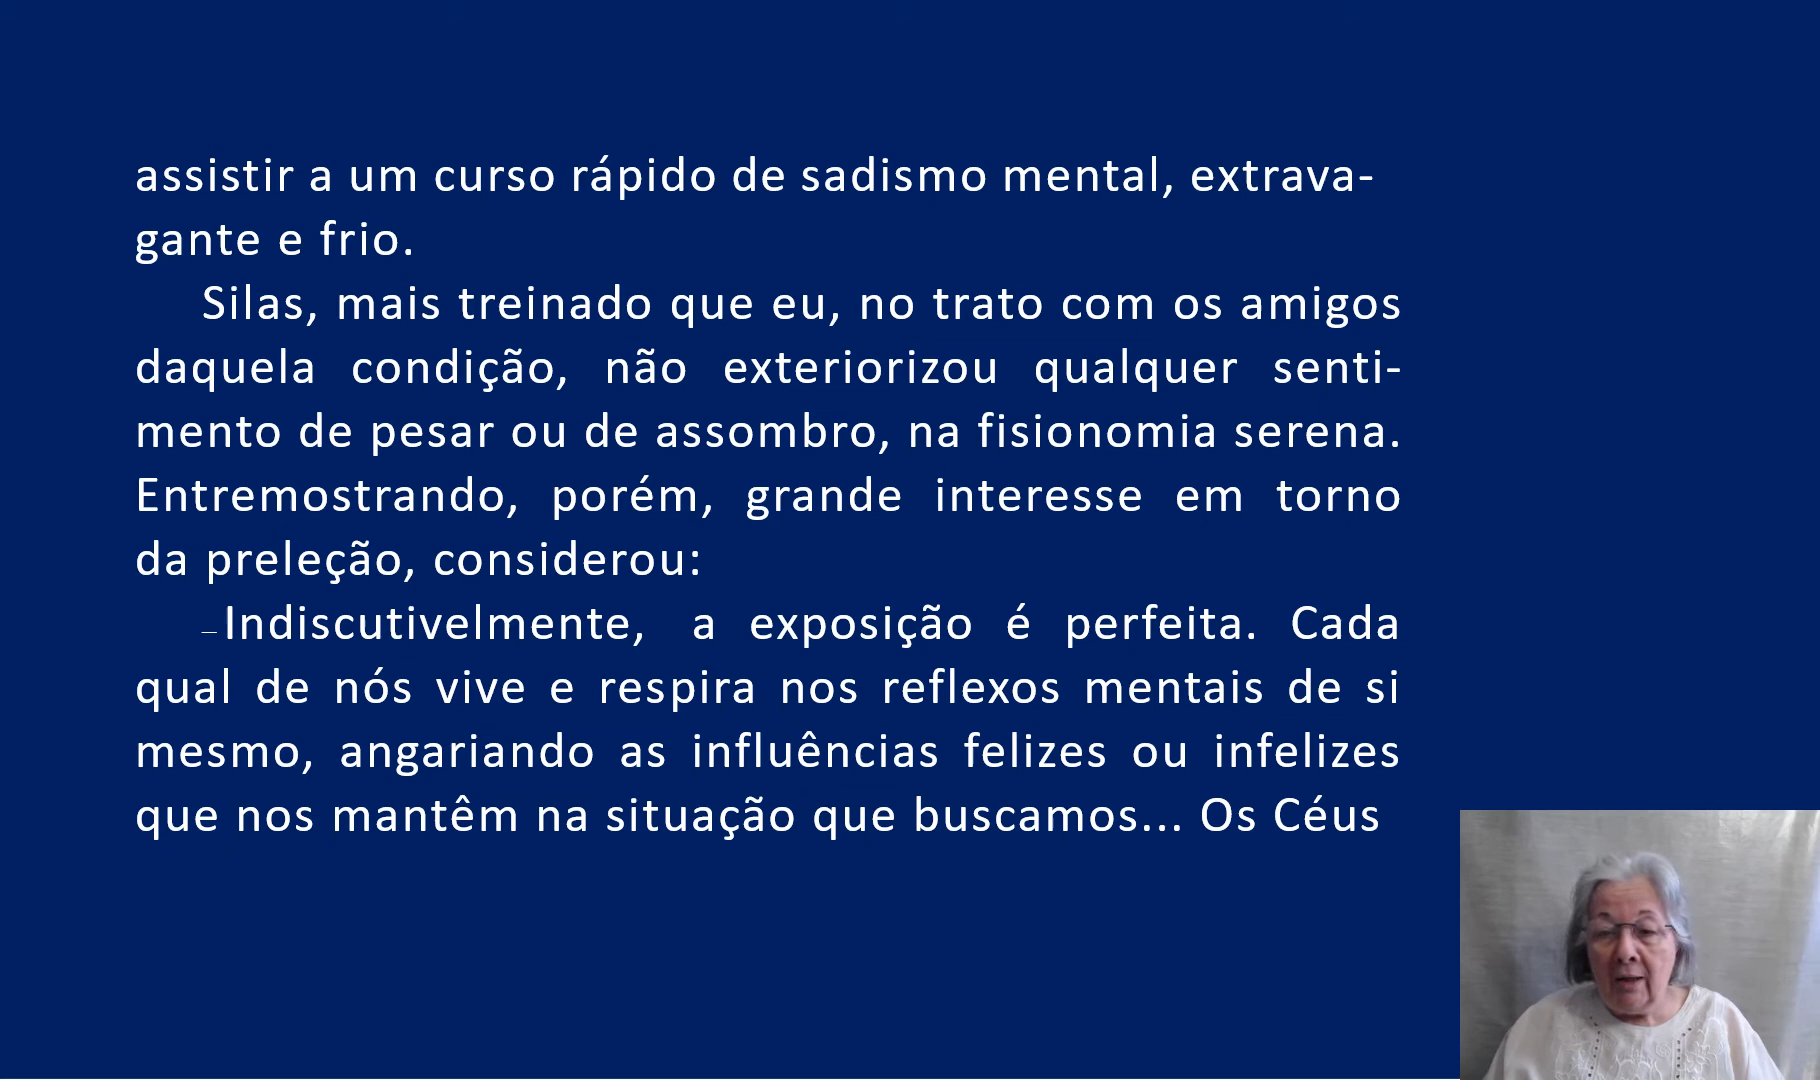 assistir a um curso rápido de sadismo mental, extrava-
gante e frio.
Silas, mais treinado que eu, no trato com os amigos
daquela condição, não exteriorizou qualquer senti-
mento de pesar ou de assombro, na fisionomia serena.
Entremostrando, porém, grande interesse em torno
da preleção, considerou:
–Indiscutivelmente, a exposição é perfeita. Cada
qual de nós vive e respira nos reflexos mentais de si
mesmo, angariando as influências felizes ou infelizes
que nos mantêm na situação que buscamos... Os Céus